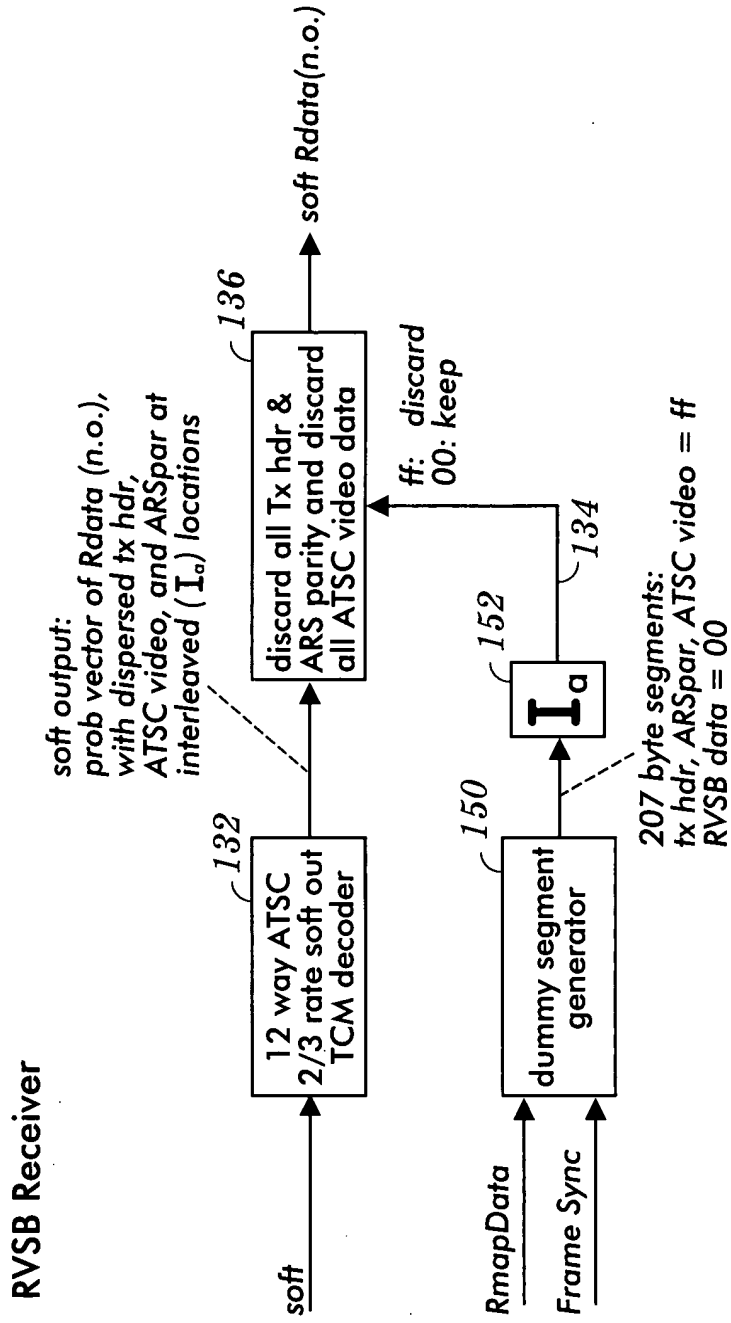 RVSB Receiver
soft output:
prob vector of Rdata (n.o.),
with dispersed tx hdr,
ATSC video, and ARSpar at
interleaved (Ia) locations
soft
132
12 way ATSC
2/3 rate soft out
TCM decoder
136
discard all Tx hdr &
ARS parity and discard
all ATSC video data
soft Rdata(n.o.)
ff: discard
00: keep
134
RmapData
Frame Sync
150
dummy segment
generator
152
Ia
207 byte segments:
tx hdr, ARSpar, ATSC video = ff
RVSB data = 00